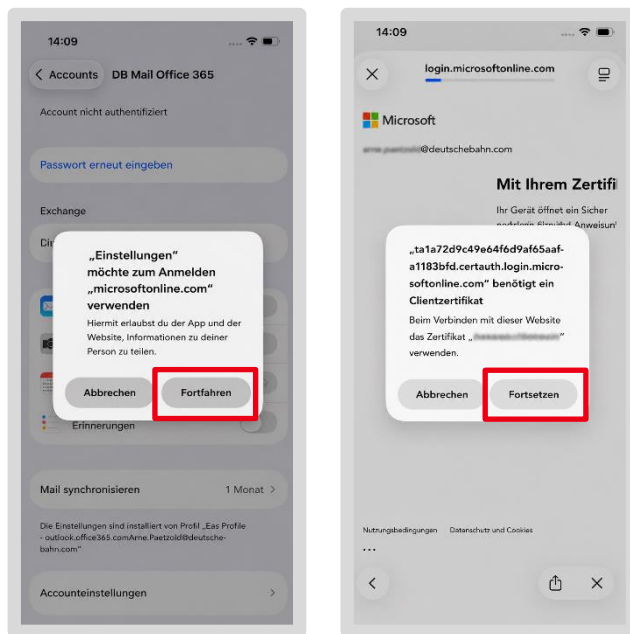 14:09
Accounts DB Mail Office 365
Account nicht authentifiziert
Passwort erneut eingeben
Exchange
„Einstellungen“
möchte zum Anmelden
„microsoftonline.com“
verwenden
Hiermit erlaubst du der App und der
Website, Informationen zu deiner
Person zu teilen.
Abbrechen Fortfahren
Erinnerungen
Mail synchronisieren 1 Monat
Die Einstellungen sind installiert von Profil „Eas Profile
- outlook.office365.comArne.Paetzold@deutsche-
bahn.com“
Accounteinstellungen
14:09
login.microsoftonline.com
Microsoft
@deutschebahn.com
Mit Ihrem Zertifi
Ihr Gerät öffnet ein Sicher
Anweisun
„ta1a72d9c49e64f6d9af65aaf-
a1183bfd.certauth.login.micro-
softonline.com“ benötigt ein
Clientzertifikat
Beim Verbinden mit dieser Website
das Zertifikat „ “
verwenden.
Abbrechen Fortsetzen
Nutzungsbedingungen Datenschutz und Cookies
...